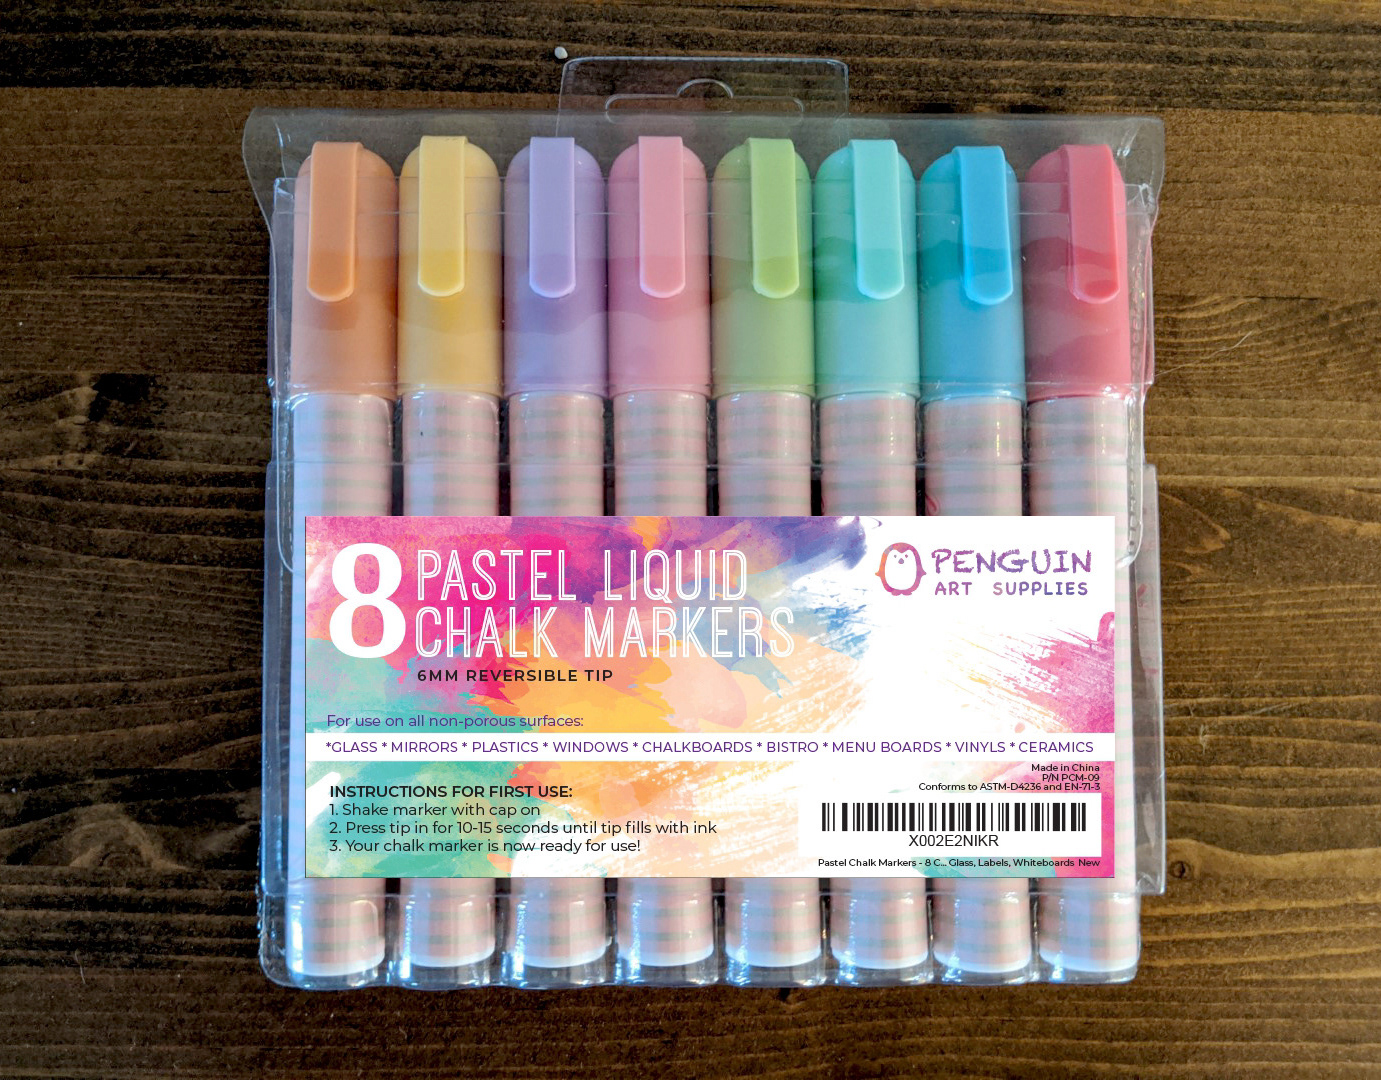 8 PASTEL LIQUID
CHALK MARKERS
6MM REVERSIBLE TIP
PENGUIN
ART SUPPLIES
For use on all non-porous surfaces:
*GLASS * MIRRORS * PLASTICS * WINDOWS * CHALKBOARDS * BISTRO * MENU BOARDS * VINYLS * CERAMICS
INSTRUCTIONS FOR FIRST USE:
1. Shake marker with cap on
2. Press tip in for 10-15 seconds until tip fills with ink
3. Your chalk marker is now ready for use!
Made in China
P/N PCM-09
Conforms to ASTM-D4236 and EN-71-3
X002E2NIKR
Pastel Chalk Markers - 8 C... Glass, Labels, Whiteboards New